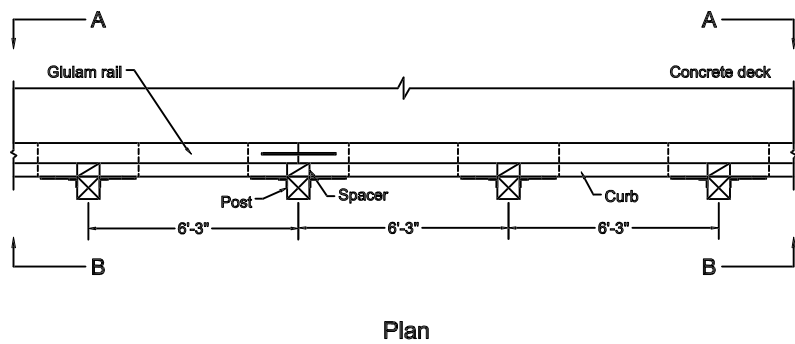 A A
Glulam rail Concrete deck
Post Spacer Curb
6'-3" 6'-3" 6'-3"
B B
Plan